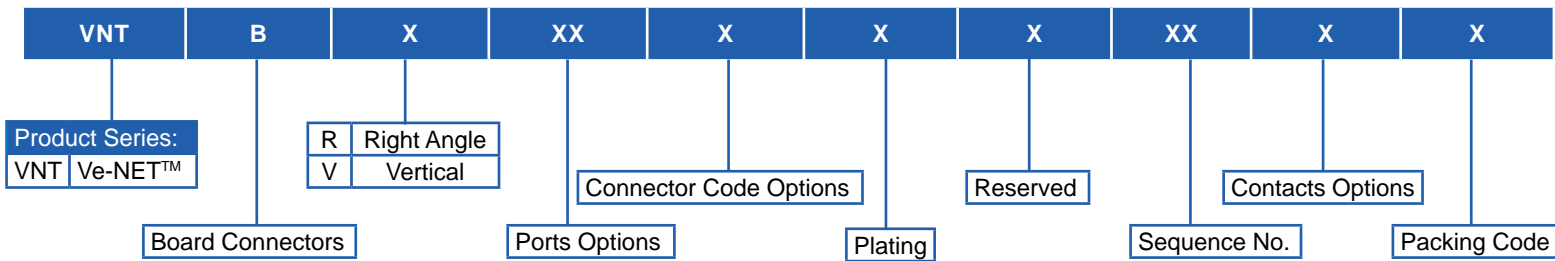 VNT B X XX X X X XX X X
Product Series:
VNT Ve-NET™
R Right Angle
V Vertical
Connector Code Options
Reserved
Contacts Options
Board Connectors
Ports Options
Plating
Sequence No.
Packing Code